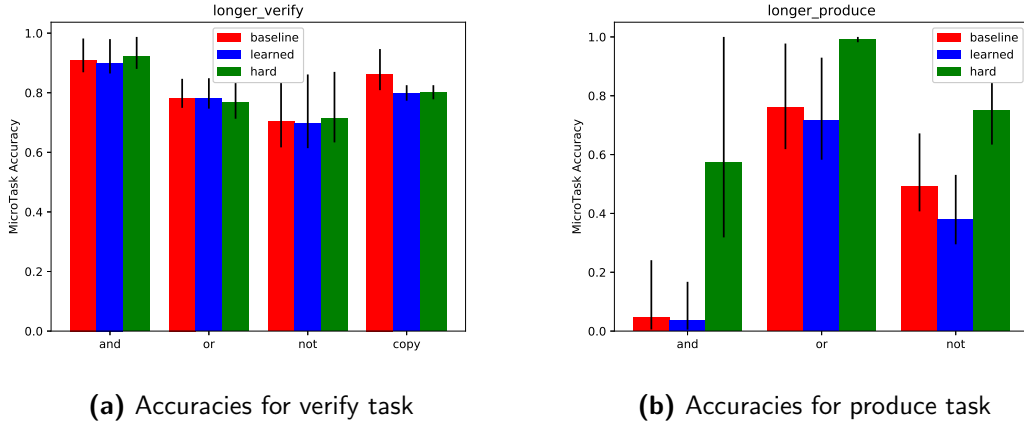 longer_verify
MicroTask Accuracy
1.0
0.8
0.6
0.4
0.2
0.0
baseline
learned
hard
and or not copy
(a) Accuracies for verify task
longer_produce
MicroTask Accuracy
1.0
0.8
0.6
0.4
0.2
0.0
baseline
learned
hard
and or not
(b) Accuracies for produce task